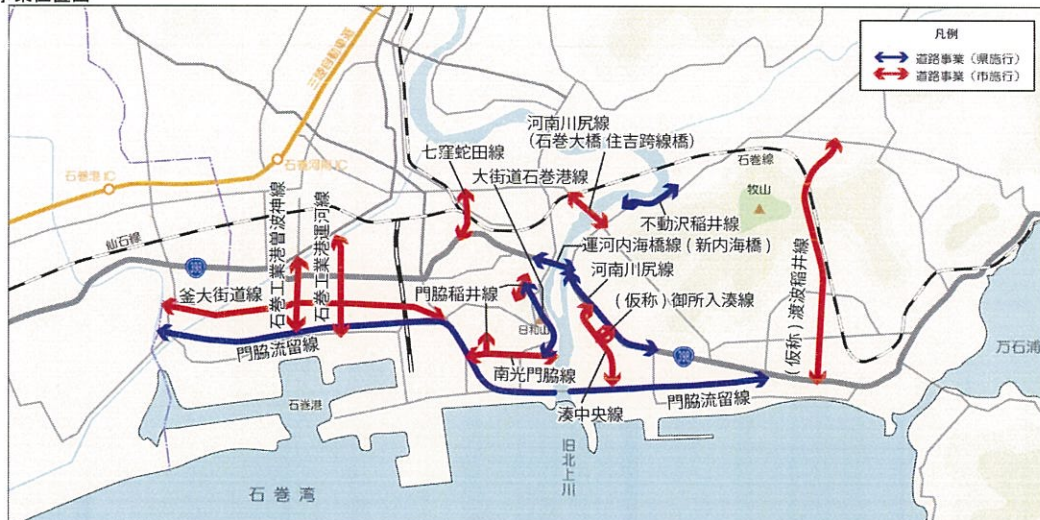 凡例
道路事業（県施行）
道路事業（市施行）
三陸自動車道
石巻港IC
石巻河南IC
河南川尻線
（石巻大橋 住吉跨線橋）
七窪蛇田線
大街道石巻港線
石巻線
牧山
不動沢稲井線
仙石線
石巻工業港曽波神線
石巻工業港運河線
運河内海橋線（新内海橋）
河南川尻線
（仮称）御所入湊線
（仮称）渡波稲井線
398
釜大街道線
門脇稲井線
日和山
398
門脇流留線
万石浦
南光門脇線
門脇流留線
石巻港
湊中央線
旧北上川
石巻湾